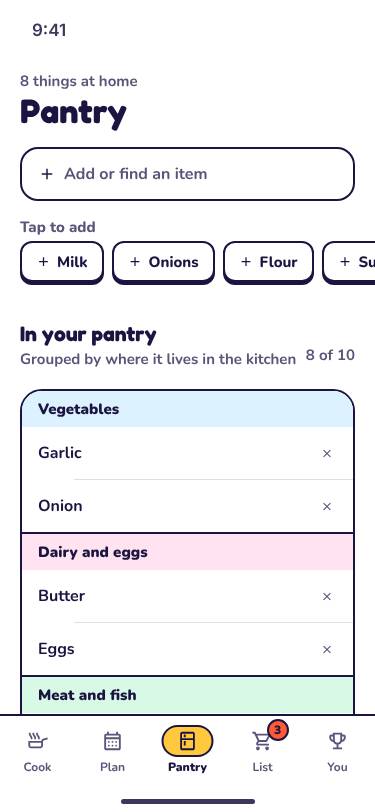 9:41
8 things at home
Pantry
+ Add or find an item
Tap to add
+ Milk + Onions + Flour + Su
In your pantry
Grouped by where it lives in the kitchen 8 of 10
Vegetables
Garlic ×
Onion ×
Dairy and eggs
Butter ×
Eggs ×
Meat and fish
3
Cook Plan Pantry List You